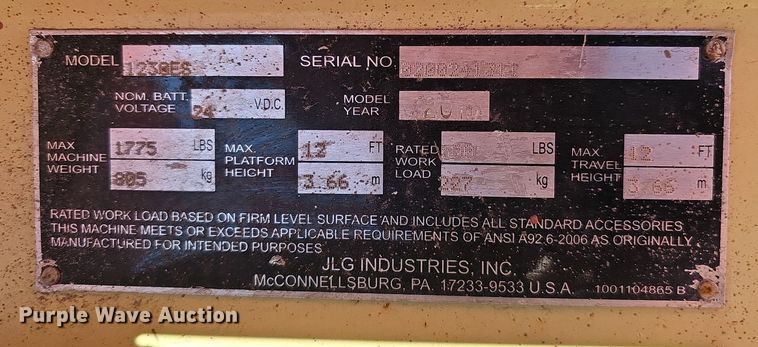 MODEL 1230ES SERIAL NO.
NOM. BATT. VOLTAGE 24 V.D.C. MODEL YEAR
MAX MACHINE WEIGHT 1775 LBS 805 kg
MAX. PLATFORM HEIGHT 12 FT 3.66 m
RATED WORK LOAD LBS 227 kg
MAX. TRAVEL HEIGHT 12 FT 3.66 m
RATED WORK LOAD BASED ON FIRM LEVEL SURFACE AND INCLUDES ALL STANDARD ACCESSORIES
THIS MACHINE MEETS OR EXCEEDS APPLICABLE REQUIREMENTS OF ANSI A92.6-2006 AS ORIGINALLY
MANUFACTURED FOR INTENDED PURPOSES
JLG INDUSTRIES, INC.
McCONNELLSBURG, PA 17233-9533 U.S.A. 1001104865 B
Purple Wave Auction